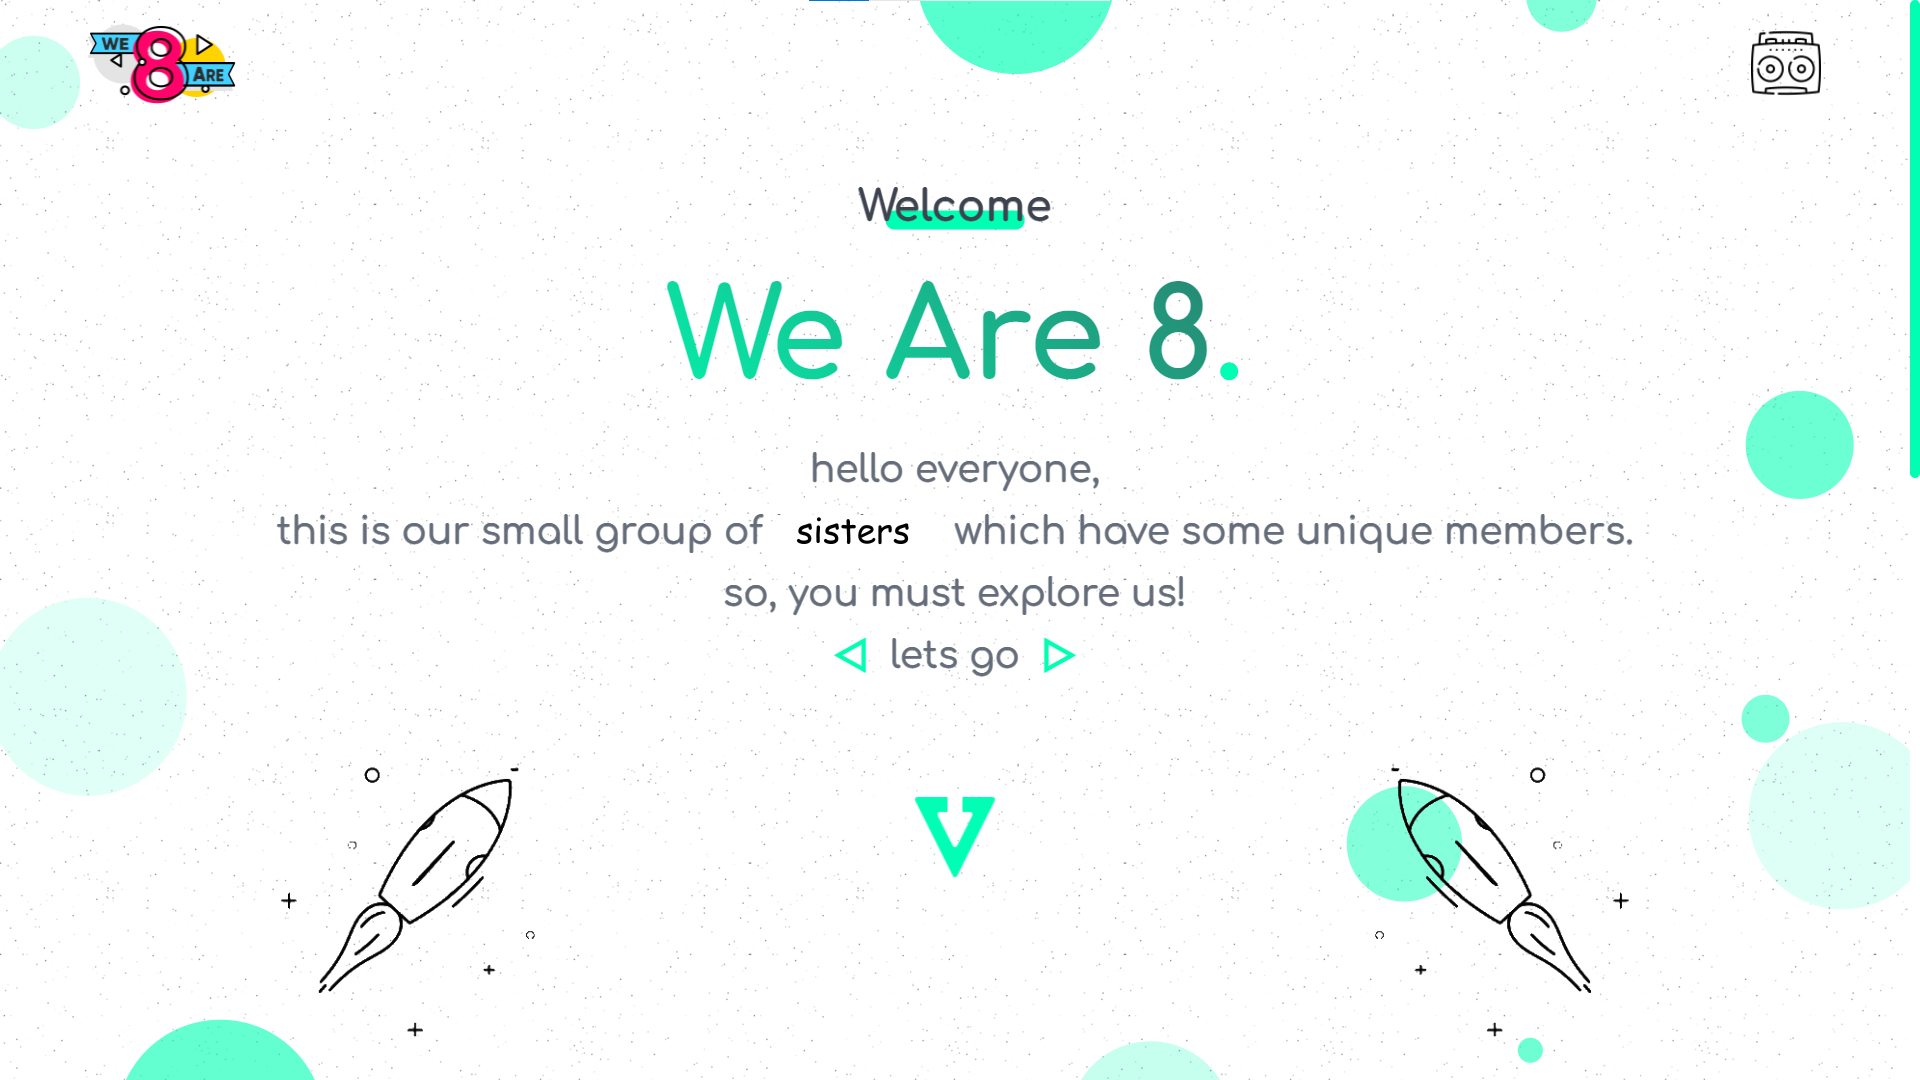 WE 8 ARE
Welcome
We Are 8.
hello everyone,
this is our small group of sisters which have some unique members.
so, you must explore us!
lets go